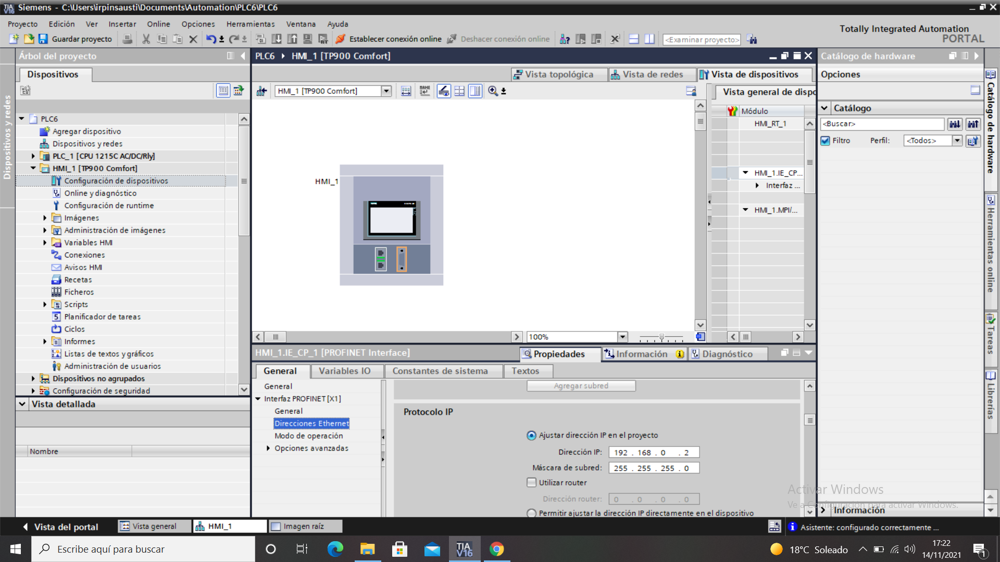 Siemens - C:\Users\irpinsausti\Documents\Automation\PLC6\PLC6
Proyecto Edición Ver Insertar Online Opciones Herramientas Ventana Ayuda
Totally Integrated Automation
PORTAL
Guardar proyecto
Establecer conexión online
Deshacer conexión online
<Examinar proyecto>
Árbol del proyecto
PLC6 HMI_1 [TP900 Comfort]
Catálogo de hardware
Dispositivos
Vista topológica
Vista de redes
Vista de dispositivos
Opciones
HMI_1 [TP900 Comfort]
Vista general de dispo
Dispositivos y redes
PLC6
Agregar dispositivo
Dispositivos y redes
PLC_1 [CPU 1215C AC/DC/Rly]
HMI_1 [TP900 Comfort]
Configuración de dispositivos
Online y diagnóstico
Configuración de runtime
Imágenes
Administración de imágenes
Variables HMI
Conexiones
Avisos HMI
Recetas
Ficheros
Scripts
Planificador de tareas
Ciclos
Informes
Listas de textos y gráficos
Administración de usuarios
Dispositivos no agrupados
Configuración de seguridad
Vista detallada
Nombre
HMI_1
100%
Módulo
HMI_RT_1
HMI_1.IE_CP...
Interfaz ...
HMI_1.MPI/...
Catálogo
<Buscar>
Filtro
Perfil:
<Todos>
Catálogo de hardware
Herramientas online
Tareas
Librerías
HMI_1.IE_CP_1 [PROFINET Interface]
Propiedades
Información
Diagnóstico
General
Variables IO
Constantes de sistema
Textos
General
Interfaz PROFINET [X1]
General
Direcciones Ethernet
Modo de operación
Opciones avanzadas
Agregar subred
Protocolo IP
Ajustar dirección IP en el proyecto
Dirección IP: 192 . 168 . 0 . 2
Máscara de subred: 255 . 255 . 255 . 0
Utilizar router
Dirección router: 0 . 0 . 0 . 0
Permitir ajustar la dirección IP directamente en el dispositivo
Activar Windows
Ve a Configuración para activar Windows.
Información
Vista del portal
Vista general
HMI_1
Imagen raíz
Asistente: configurado correctamente ...
Escribe aquí para buscar
TIA
V16
18°C Soleado
17:22
14/11/2021
1